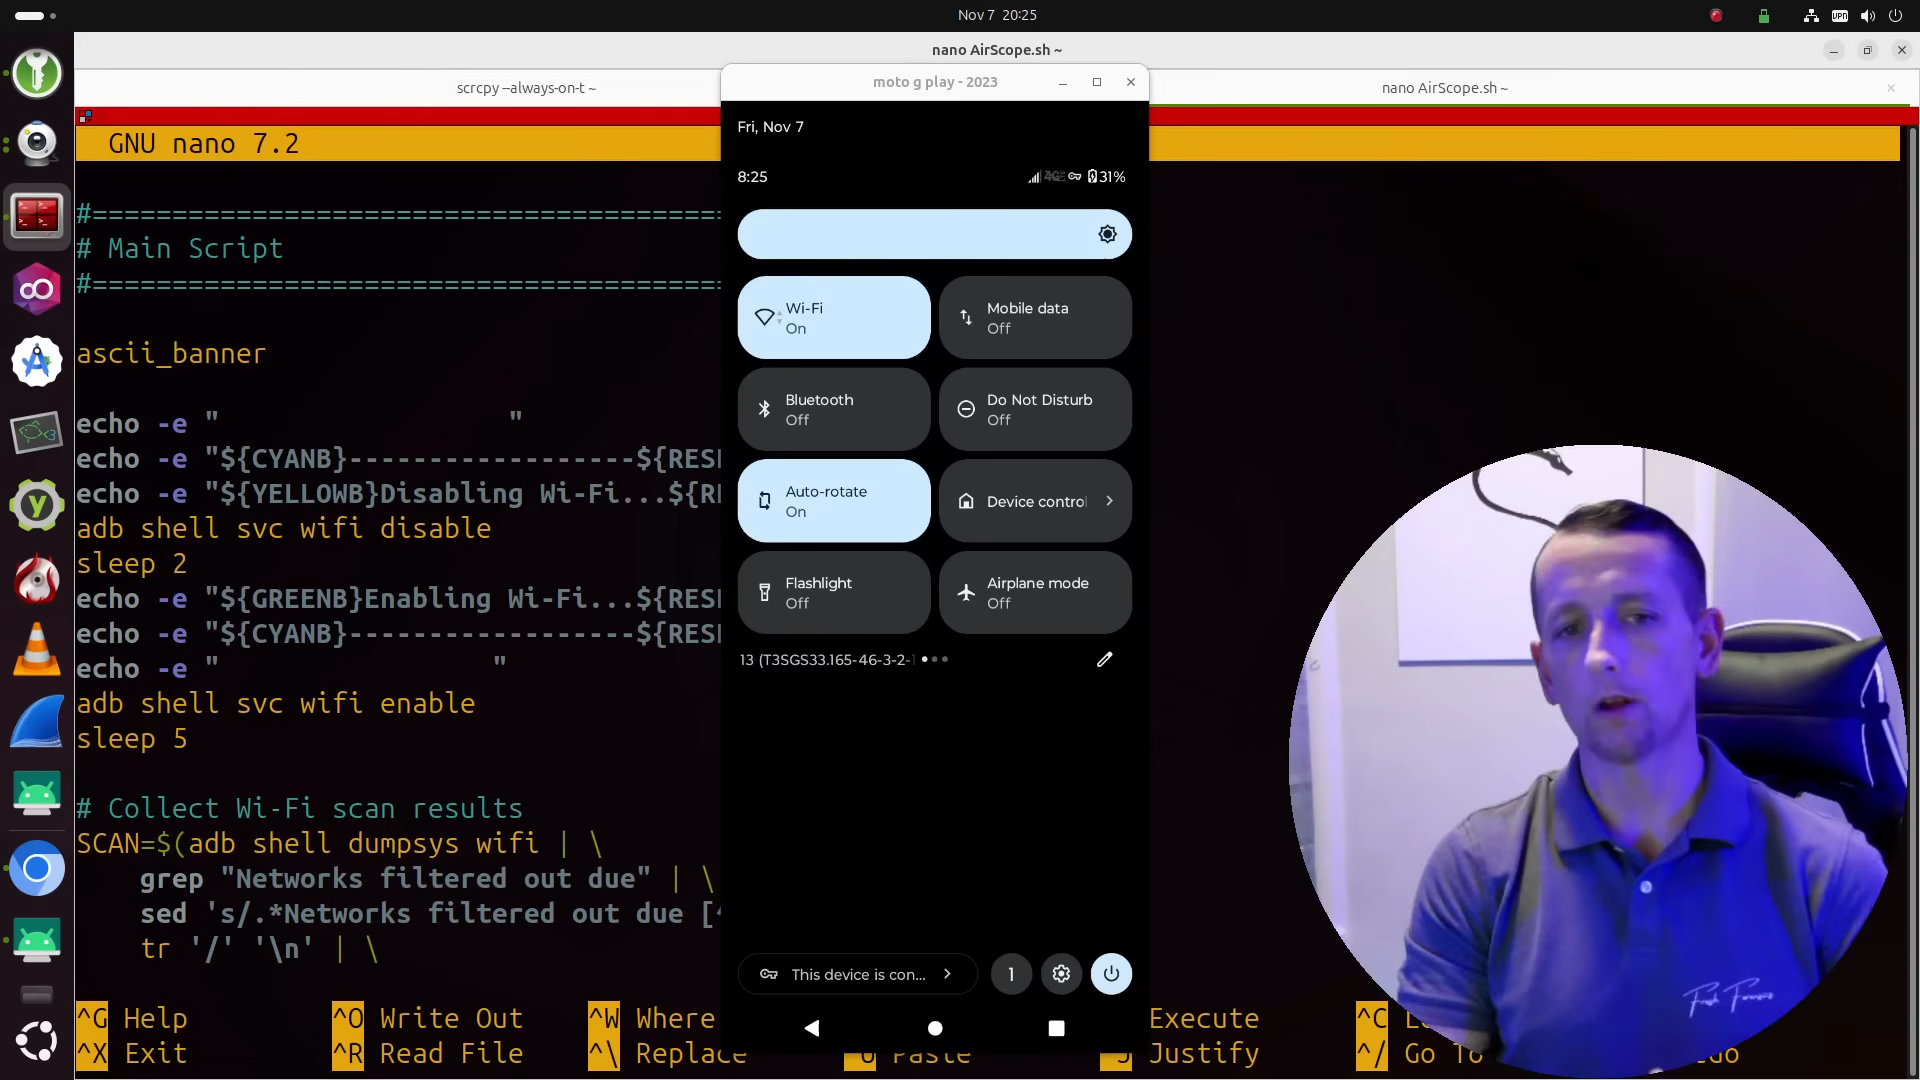 Nov 7 20:25
nano AirScope.sh ~
scrcpy --always-on-t ~
nano AirScope.sh ~
GNU nano 7.2
#========================================
# Main Script
#========================================
ascii_banner
echo -e "                  "
echo -e "${CYANB}------------------${RES
echo -e "${YELLOWB}Disabling Wi-Fi...${R
adb shell svc wifi disable
sleep 2
echo -e "${GREENB}Enabling Wi-Fi...${RES
echo -e "${CYANB}------------------${RES
echo -e "                 "
adb shell svc wifi enable
sleep 5
# Collect Wi-Fi scan results
SCAN=$(adb shell dumpsys wifi | \
grep "Networks filtered out due" | \
sed 's/.*Networks filtered out due [^
tr '/' '\n' | \
^G Help ^O Write Out ^W Where Execute ^C
^X Exit ^R Read File ^\ Replace Paste Justify ^/ Go To
moto g play - 2023
Fri, Nov 7
8:25
31%
Wi-Fi
On
Mobile data
Off
Bluetooth
Off
Do Not Disturb
Off
Auto-rotate
On
Device control
Flashlight
Off
Airplane mode
Off
13 (T3SGS33.165-46-3-2-1
This device is con...
1
VPN